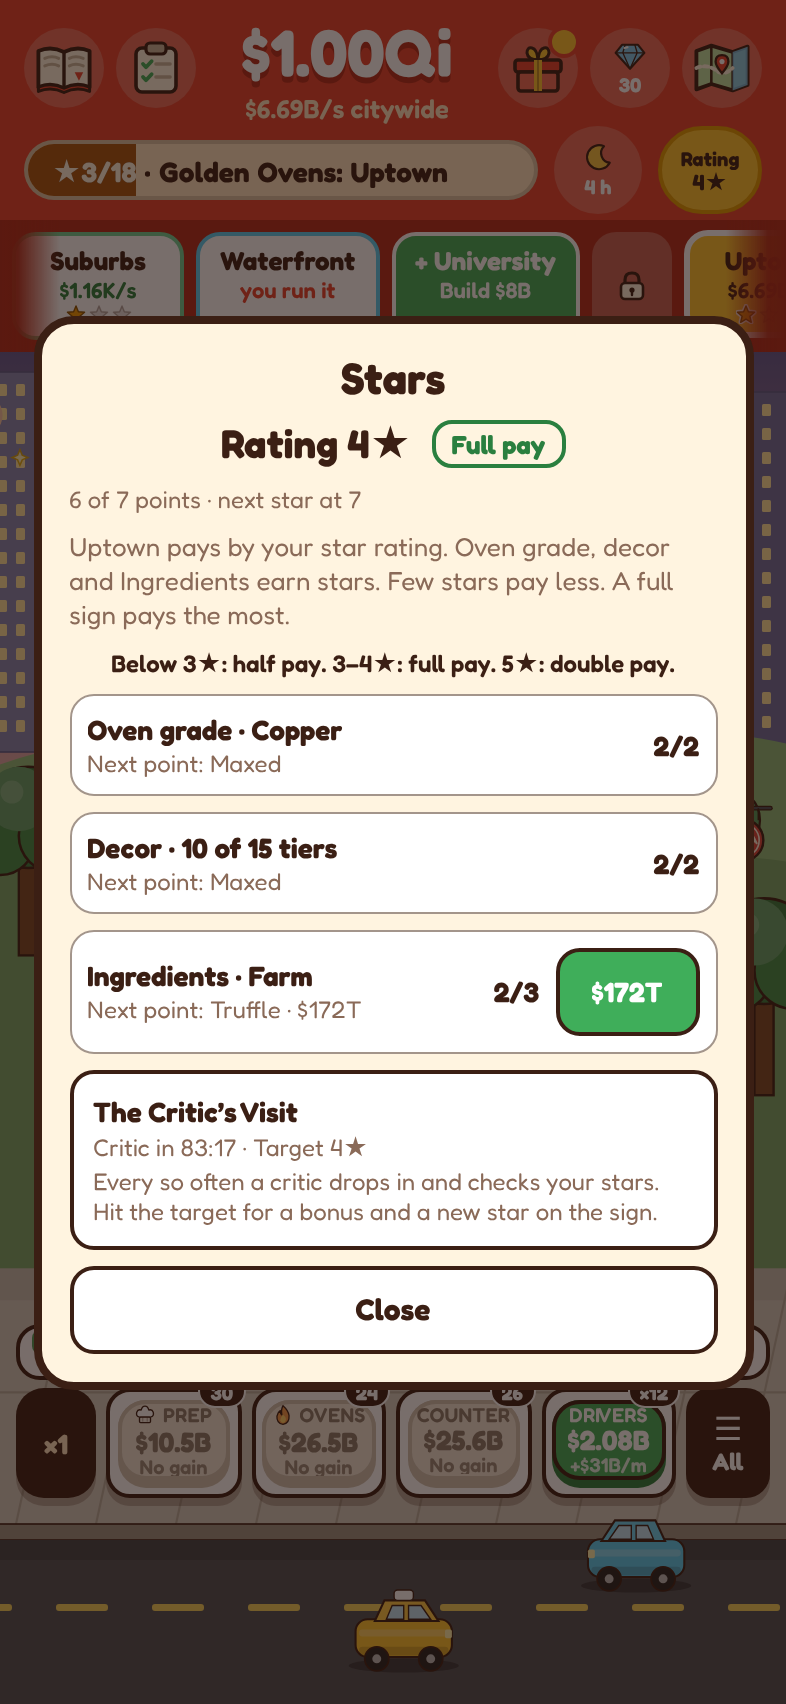 $1.00Qi
$6.69B/s citywide
30
★3/18 · Golden Ovens: Uptown
4 h
Rating
4★
Suburbs
$1.16K/s
Waterfront
you run it
+ University
Build $8B
Stars
Rating 4★
Full pay
6 of 7 points · next star at 7
Uptown pays by your star rating. Oven grade, decor
and Ingredients earn stars. Few stars pay less. A full
sign pays the most.
Below 3★: half pay. 3–4★: full pay. 5★: double pay.
Oven grade · Copper
Next point: Maxed
2/2
Decor · 10 of 15 tiers
Next point: Maxed
2/2
Ingredients · Farm
Next point: Truffle · $172T
2/3
$172T
The Critic's Visit
Critic in 83:17 · Target 4★
Every so often a critic drops in and checks your stars.
Hit the target for a bonus and a new star on the sign.
Close
x1
30
PREP
$10.5B
No gain
24
OVENS
$26.5B
No gain
26
COUNTER
$25.6B
No gain
x12
DRIVERS
$2.08B
+$31B/m
All